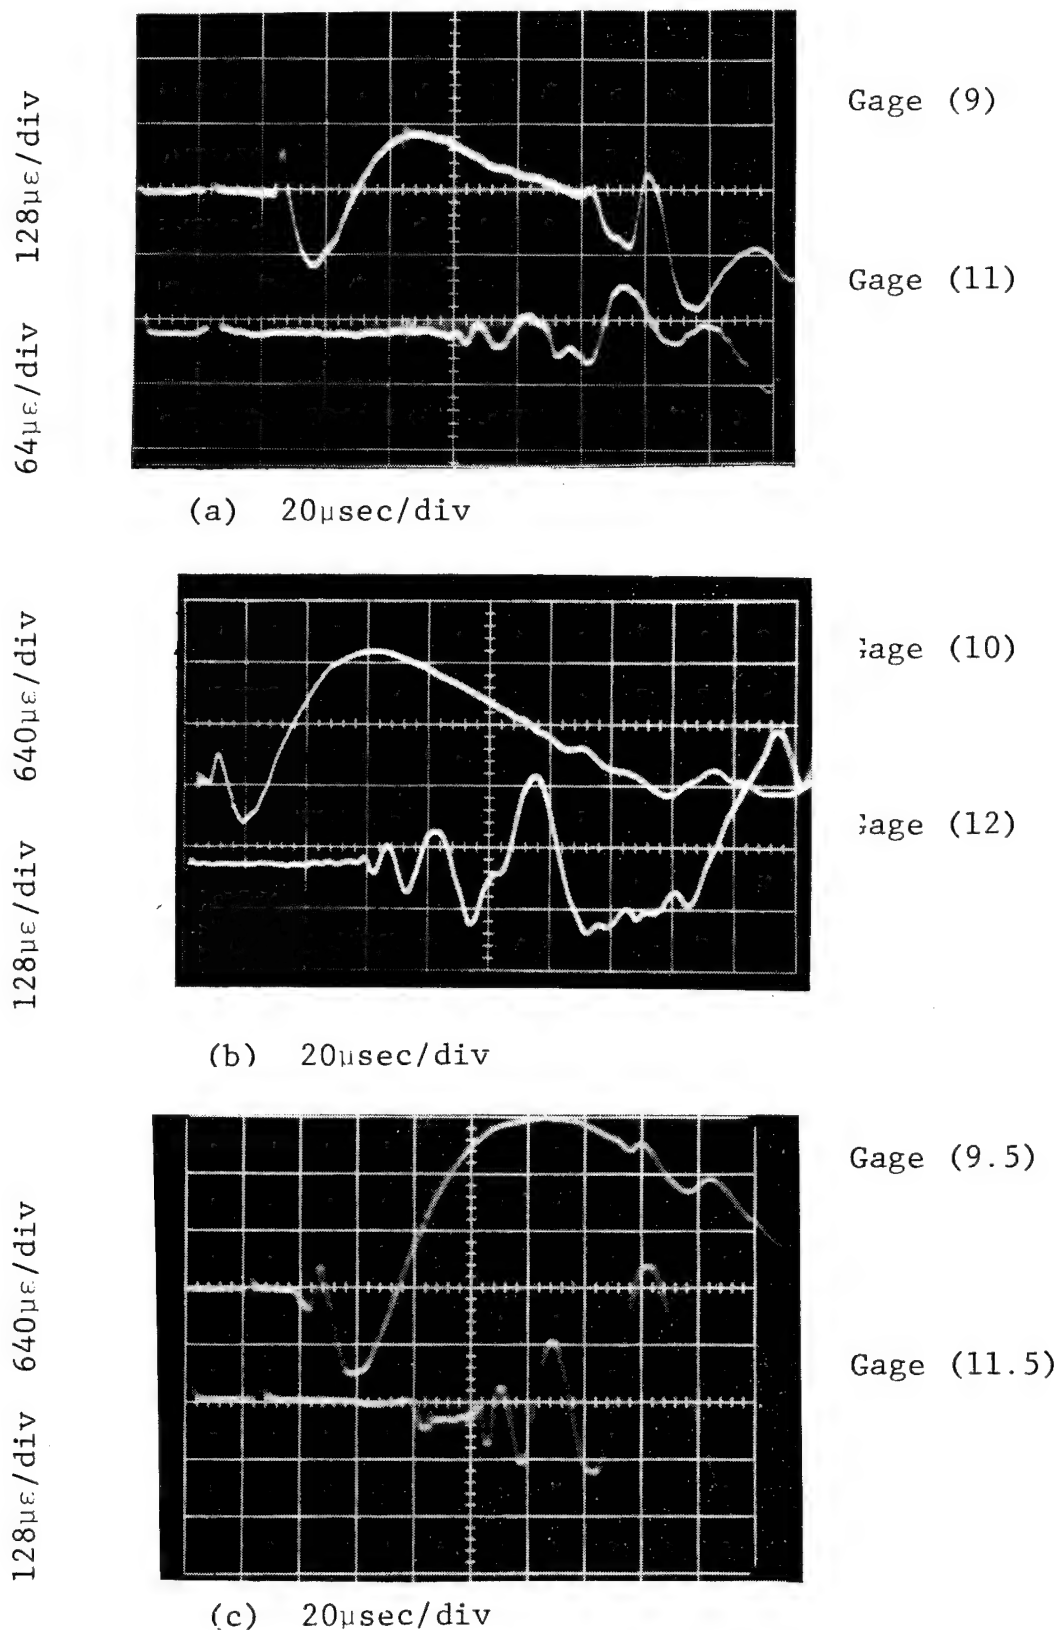 128με/div
64με/div
Gage (9)
Gage (11)
(a) 20μsec/div
640με/div
128με/div
Gage (10)
Gage (12)
(b) 20μsec/div
640με/div
128με/div
Gage (9.5)
Gage (11.5)
(c) 20μsec/div